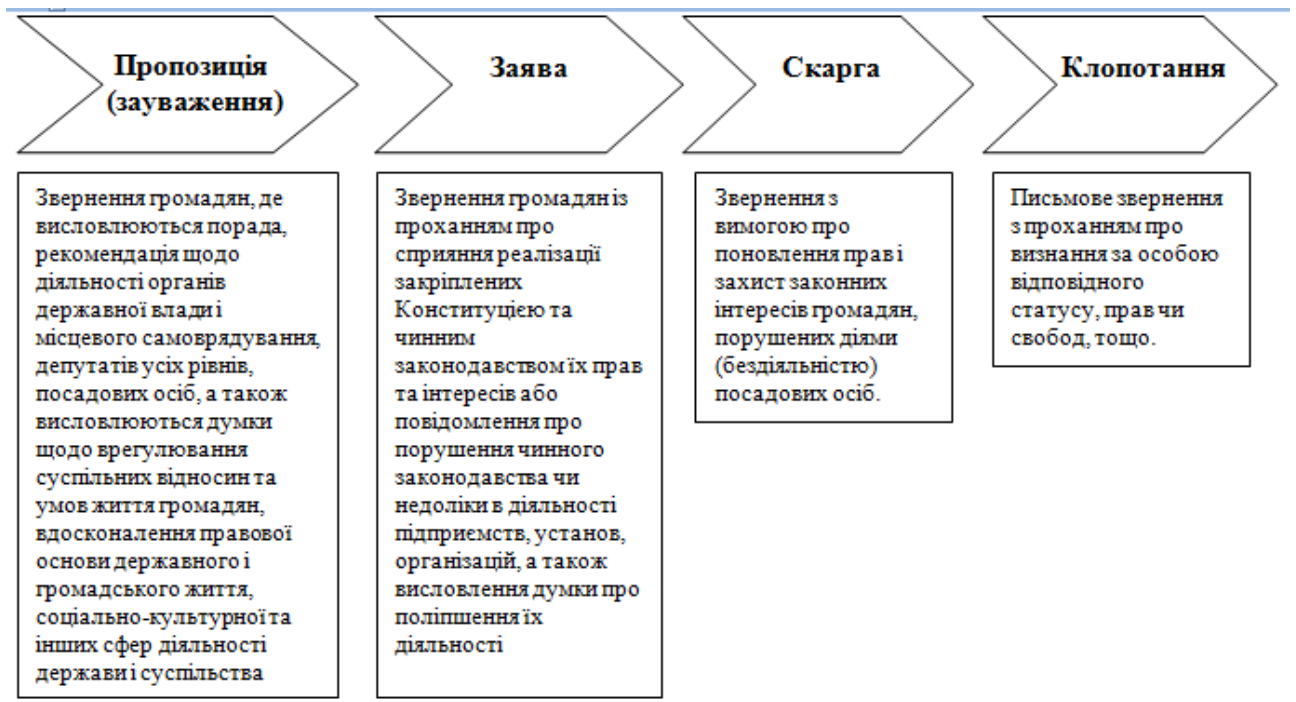 Пропозиція
(зауваження)
Заява
Скарга
Клопотання
Звернення громадян, де
висловлюються порада,
рекомендація щодо
діяльності органів
державної влади і
місцевого самоврядування,
депутатів усіх рівнів,
посадових осіб, а також
висловлюються думки
щодо врегулювання
суспільних відносин та
умов життя громадян,
вдосконалення правової
основи державного і
громадського життя,
соціально-культурної та
інших сфер діяльності
держави і суспільства
Звернення громадян із
проханням про
сприяння реалізації
закріплених
Конституцією та
чинним
законодавством їх прав
та інтересів або
повідомлення про
порушення чинного
законодавства чи
недоліки в діяльності
підприємств, установ,
організацій, а також
висловлення думки про
поліпшення їх
діяльності
Звернення з
вимогою про
поновлення прав і
захист законних
інтересів громадян,
порушених діями
(бездіяльністю)
посадових осіб.
Письмове звернення
з проханням про
визнання за особою
відповідного
статусу, прав чи
свобод, тощо.